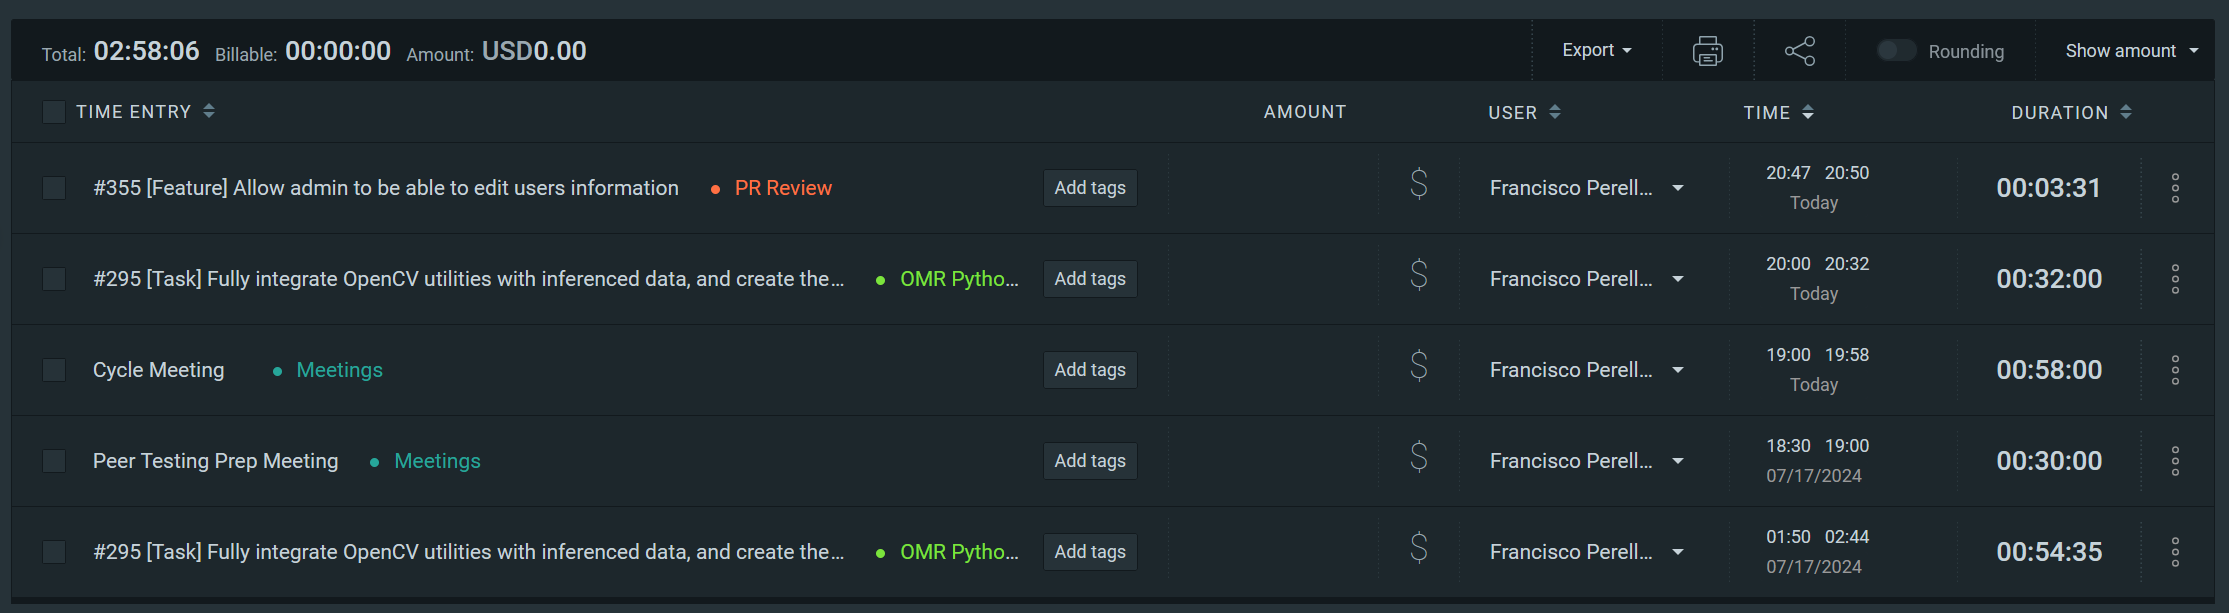 Total: 02:58:06 Billable: 00:00:00 Amount: USD0.00 Export Rounding Show amount
TIME ENTRY AMOUNT USER TIME DURATION
#355 [Feature] Allow admin to be able to edit users information • PR Review Add tags $ Francisco Perell... 20:47 20:50 00:03:31
Today
#295 [Task] Fully integrate OpenCV utilities with inferenced data, and create the... • OMR Pytho... Add tags $ Francisco Perell... 20:00 20:32 00:32:00
Today
Cycle Meeting • Meetings Add tags $ Francisco Perell... 19:00 19:58 00:58:00
Today
Peer Testing Prep Meeting • Meetings Add tags $ Francisco Perell... 18:30 19:00 00:30:00
07/17/2024
#295 [Task] Fully integrate OpenCV utilities with inferenced data, and create the... • OMR Pytho... Add tags $ Francisco Perell... 01:50 02:44 00:54:35
07/17/2024